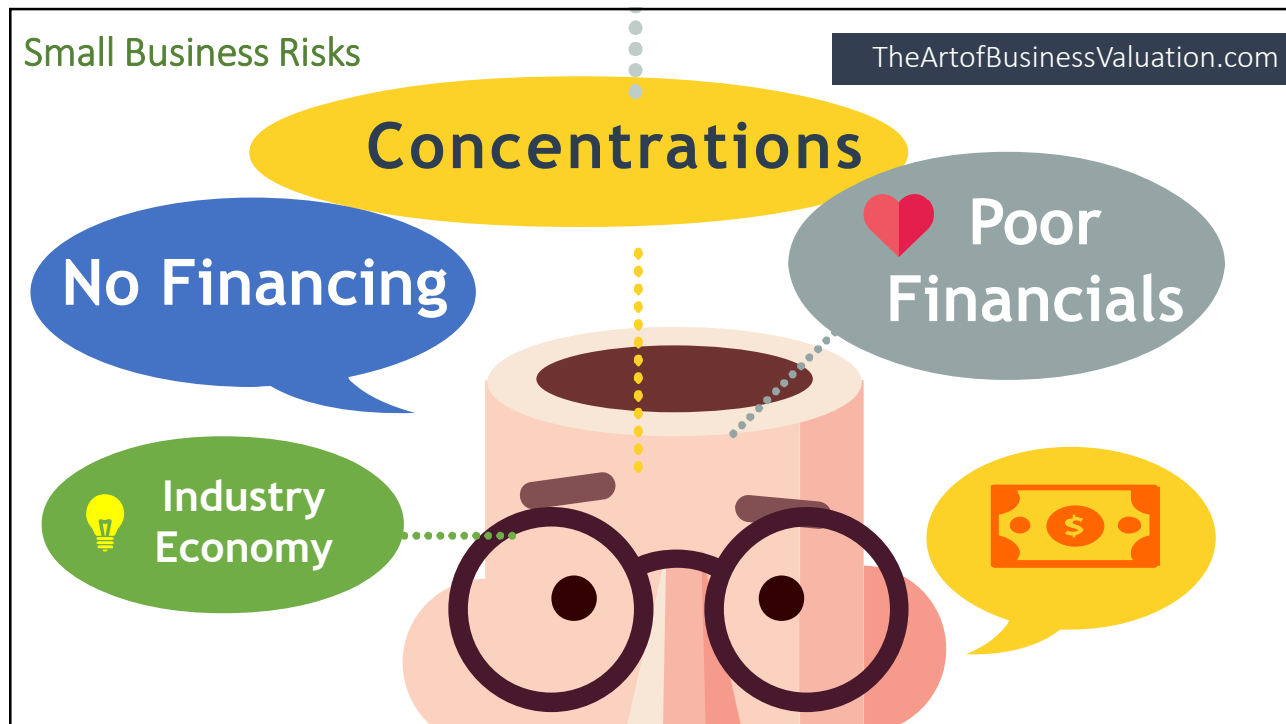 Small Business Risks
TheArtofBusinessValuation.com
Concentrations
No Financing
Poor
Financials
Industry
Economy
$